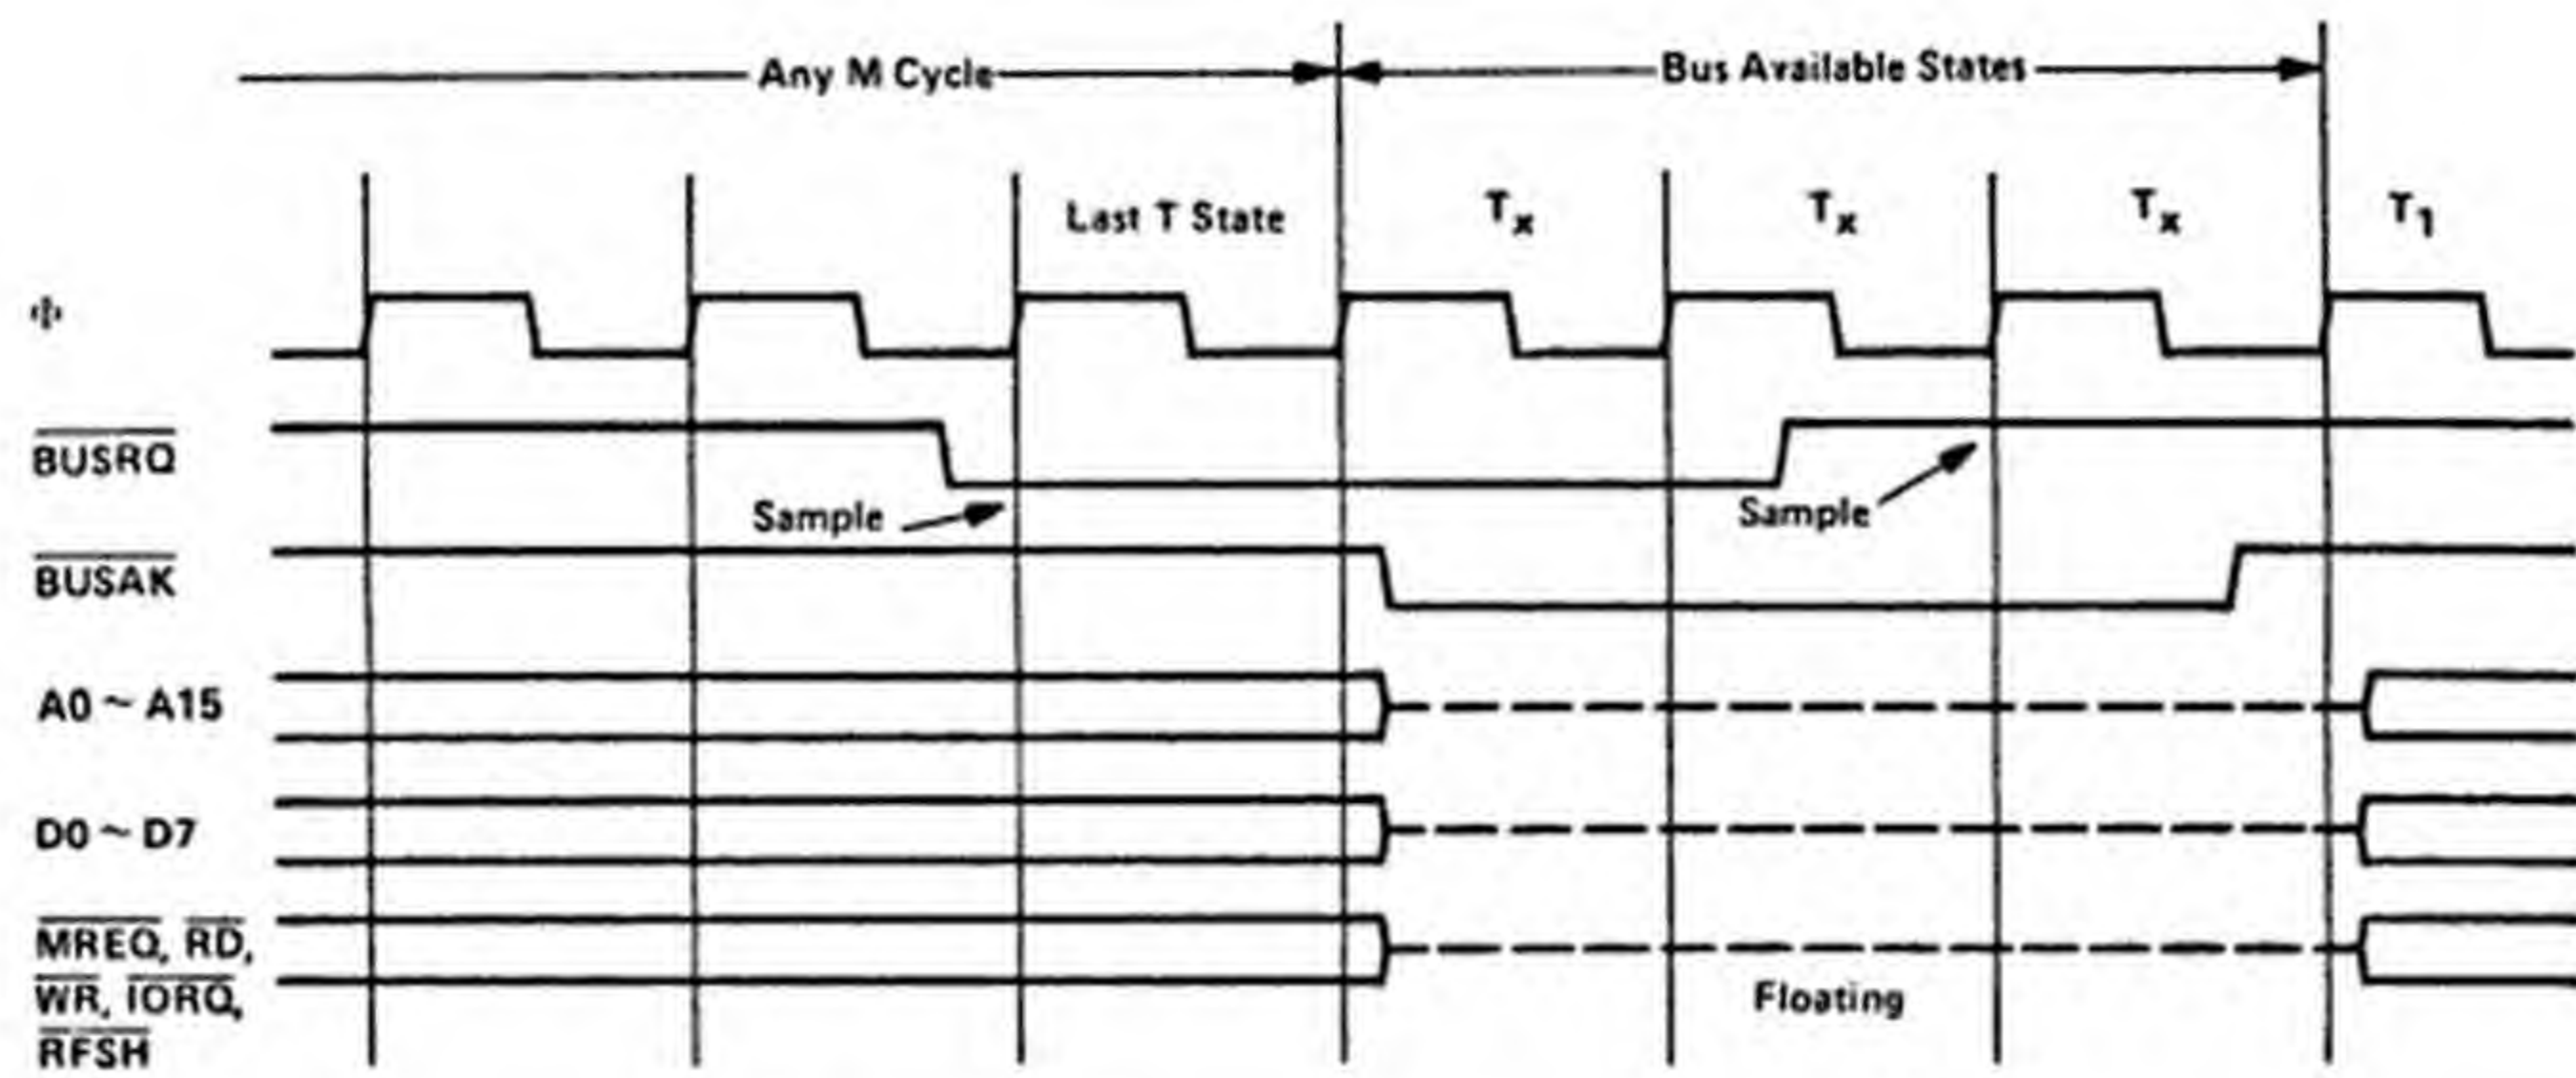 Any M Cycle
Bus Available States
Last T State
Tx
Tx
Tx
T1
Φ
BUSRQ
Sample
Sample
BUSAK
A0 ~ A15
D0 ~ D7
MREQ, RD,
WR, IORQ,
RFSH
Floating